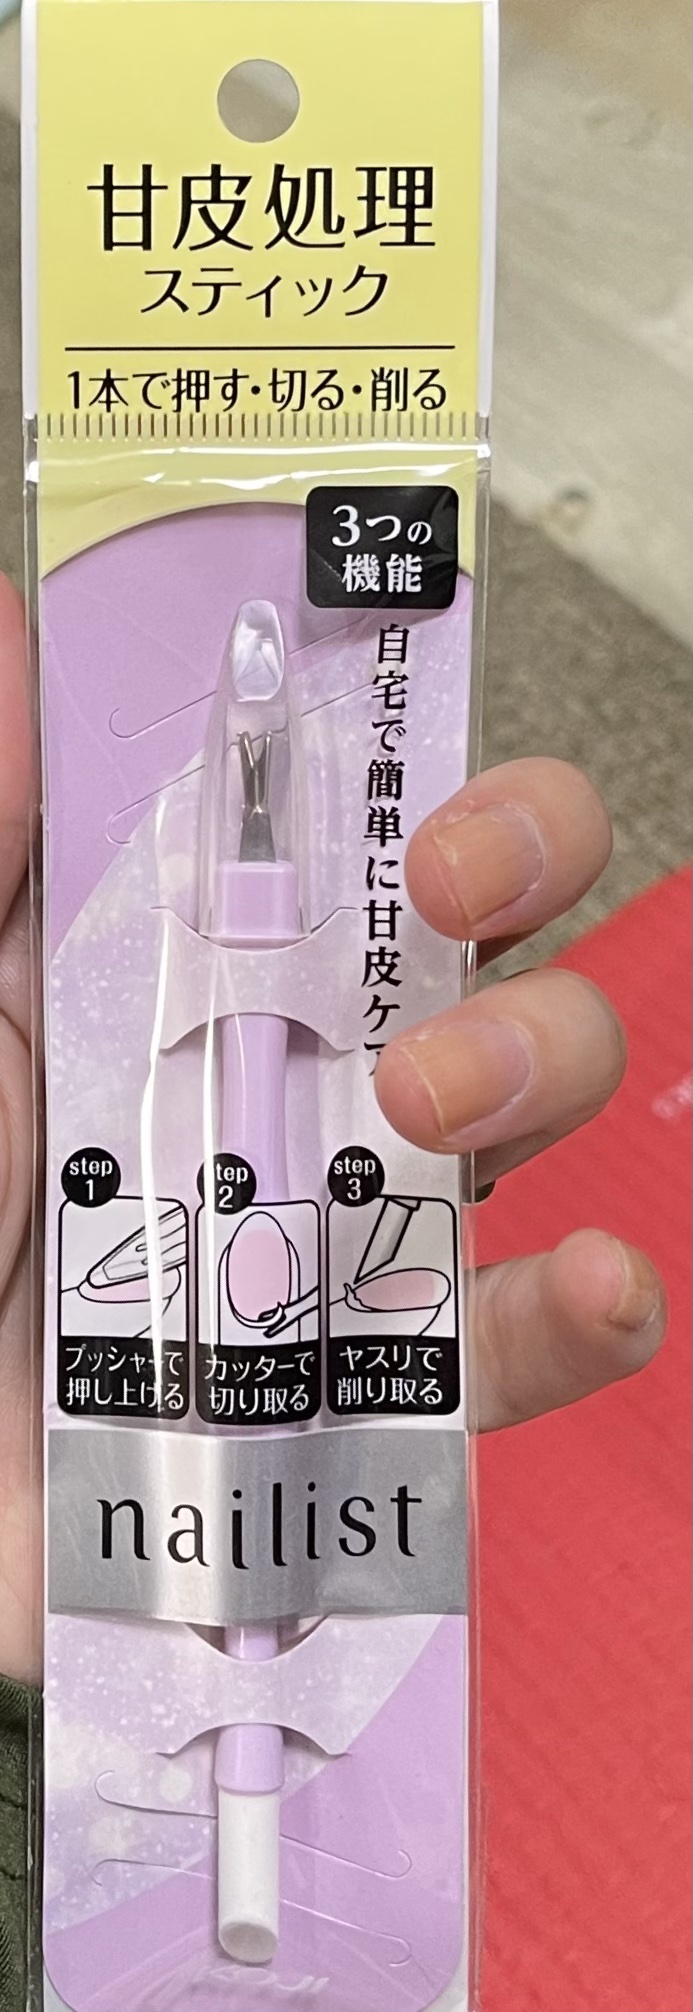 甘皮処理
スティック
1本で押す・切る・削る
3つの
機能
自宅で簡単に甘皮ケア
step
1
プッシャーで
押し上げる
step
2
カッターで
切り取る
step
3
ヤスリで
削り取る
nailist